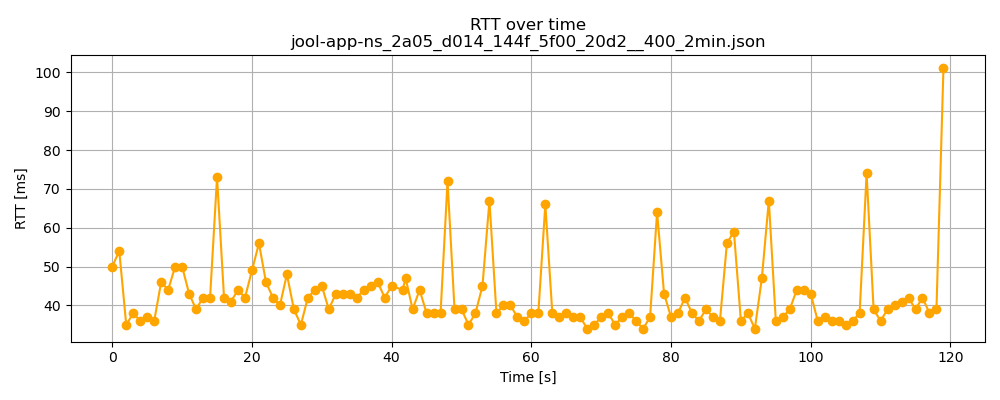 RTT over time
jool-app-ns_2a05_d014_144f_5f00_20d2__400_2min.json
100
90
80
70
60
50
40
RTT [ms]
0 20 40 60 80 100 120
Time [s]